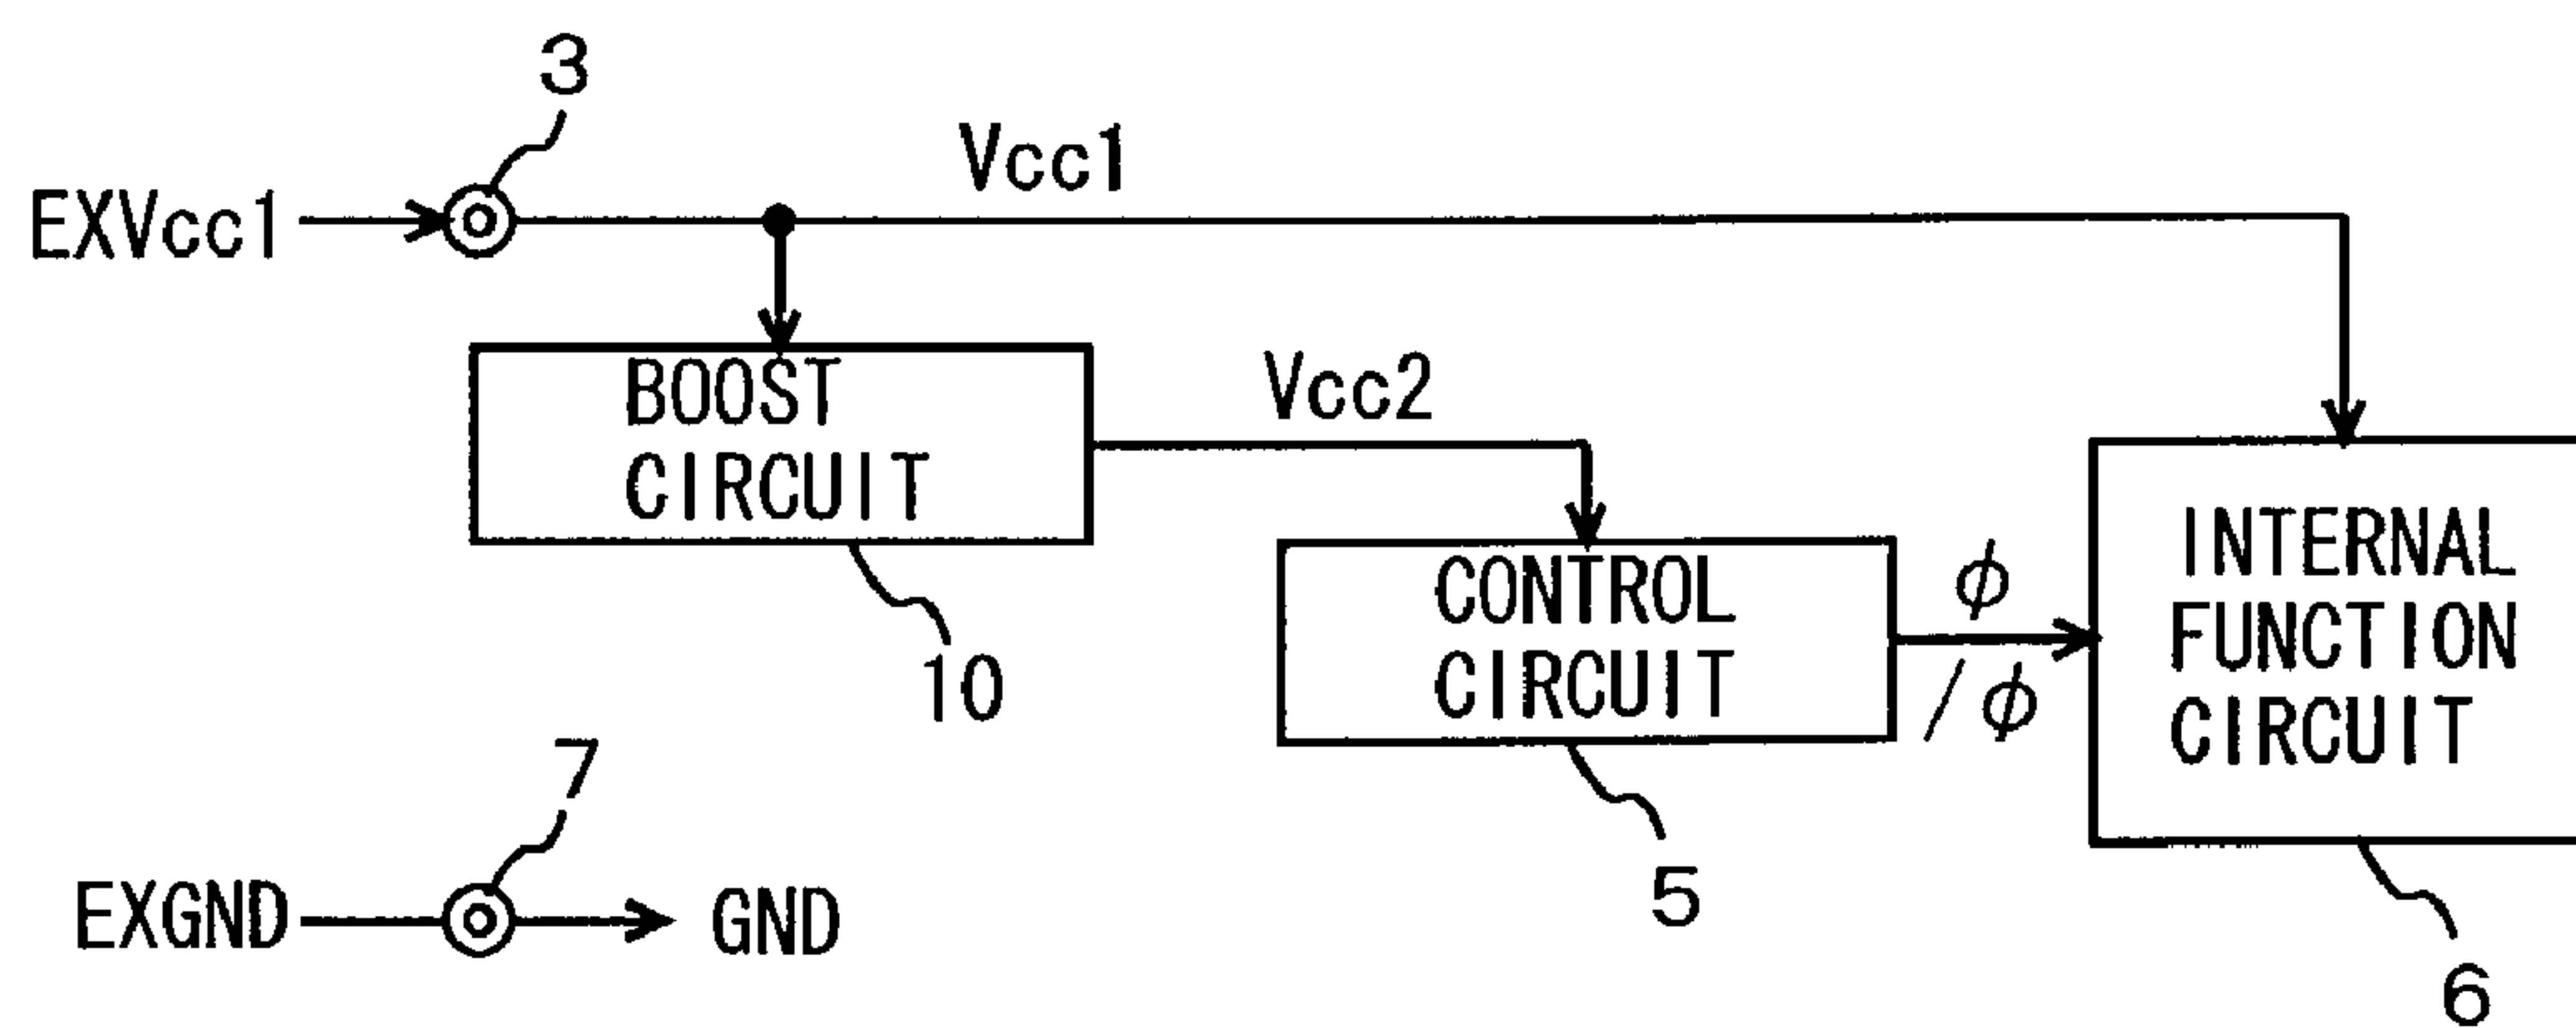 3
Vcc1
EXVcc1
BOOST
CIRCUIT
Vcc2
10
CONTROL
CIRCUIT
ϕ
/ϕ
INTERNAL
FUNCTION
CIRCUIT
7
5
EXGND
GND
6